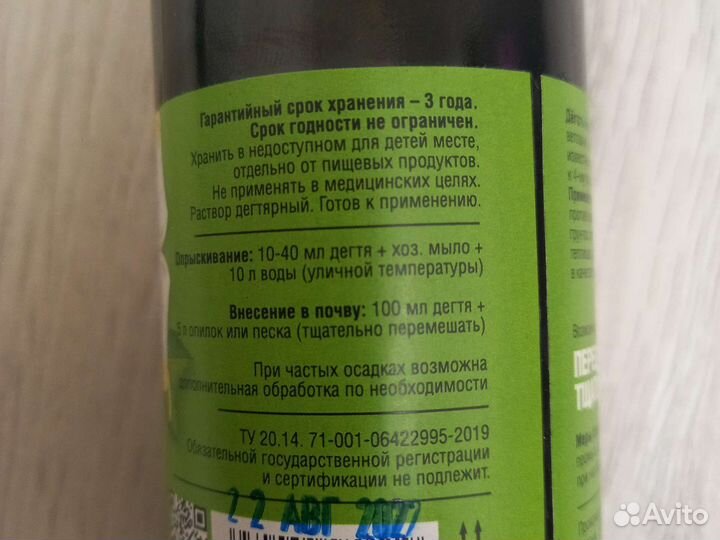 Гарантийный срок хранения – 3 года.
Срок годности не ограничен.
Хранить в недоступном для детей месте,
отдельно от пищевых продуктов.
Не применять в медицинских целях.
Раствор дегтярный. Готов к применению.
Опрыскивание: 10-40 мл дегтя + хоз. мыло +
10 л воды (уличной температуры)
Внесение в почву: 100 мл дегтя +
5 л опилок или песка (тщательно перемешать)
При частых осадках возможна
дополнительная обработка по необходимости
ТУ 20.14. 71-001-06422995-2019
Обязательной государственной регистрации
и сертификации не подлежит.
22 АВГ 2022
Avito